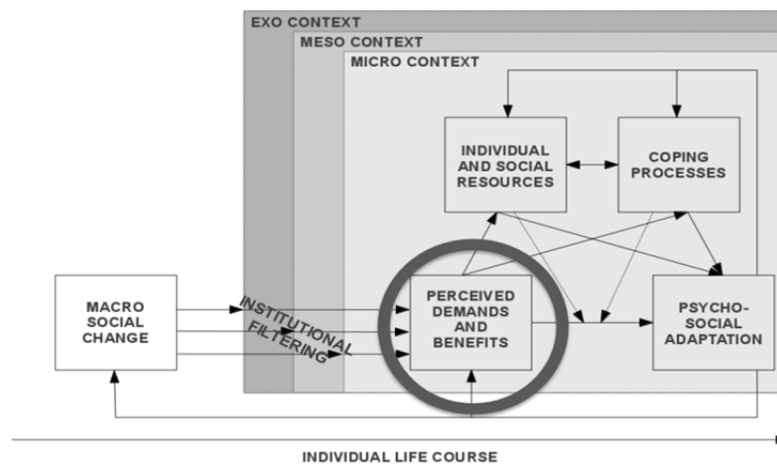 EXO CONTEXT
MESO CONTEXT
MICRO CONTEXT
INDIVIDUAL
AND SOCIAL
RESOURCES
COPING
PROCESSES
MACRO
SOCIAL
CHANGE
INSTITUTIONAL
FILTERING
PERCEIVED
DEMANDS
AND
BENEFITS
PSYCHO-
SOCIAL
ADAPTATION
INDIVIDUAL LIFE COURSE